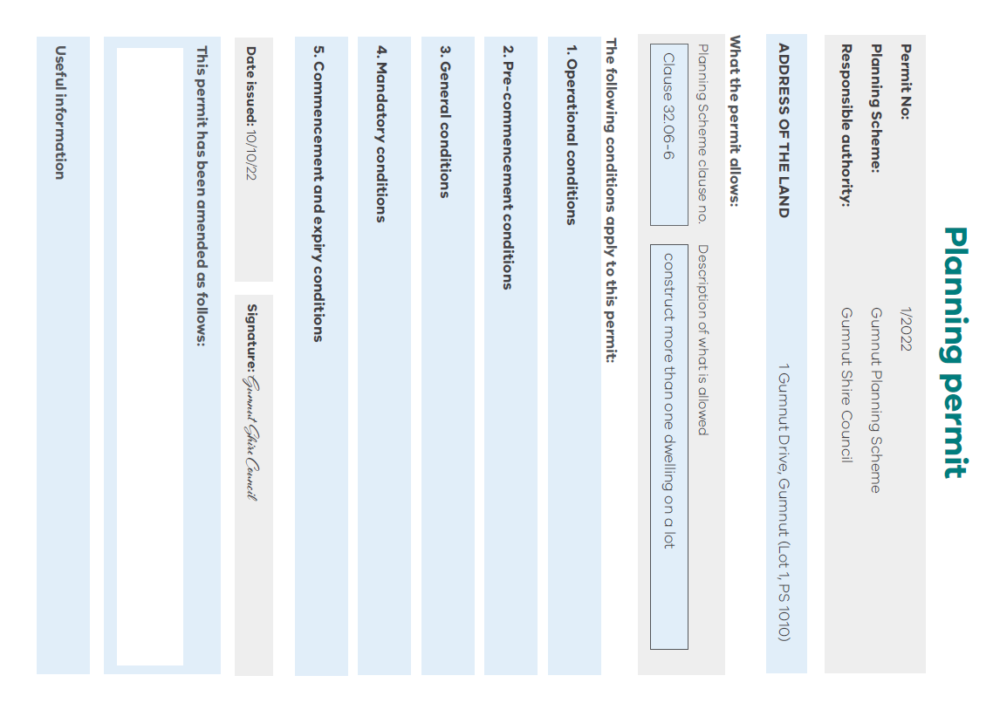 Planning permit
Permit No: 1/2022
Planning Scheme: Gumnut Planning Scheme
Responsible authority: Gumnut Shire Council
ADDRESS OF THE LAND 1 Gumnut Drive, Gumnut (Lot 1, PS 1010)
What the permit allows:
Planning Scheme clause no. Description of what is allowed
Clause 32.06-6 construct more than one dwelling on a lot
The following conditions apply to this permit:
1. Operational conditions
2. Pre-commencement conditions
3. General conditions
4. Mandatory conditions
5. Commencement and expiry conditions
Date issued: 10/10/22 Signature: Gumnut Shire Council
This permit has been amended as follows:
Useful information